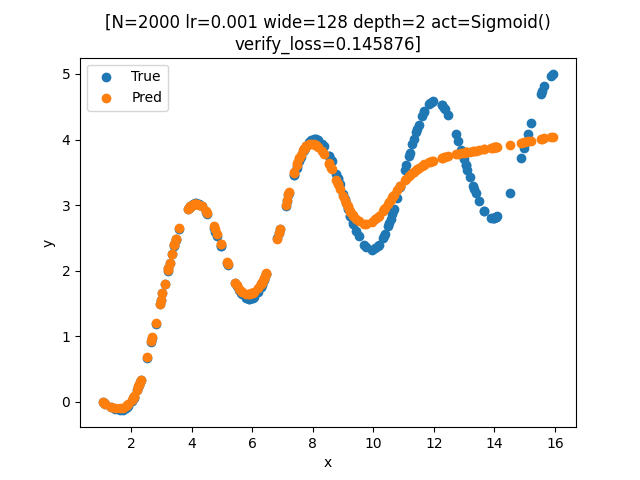 [N=2000 lr=0.001 wide=128 depth=2 act=Sigmoid()
verify_loss=0.145876]
True
Pred
y
5
4
3
2
1
0
2 4 6 8 10 12 14 16
x